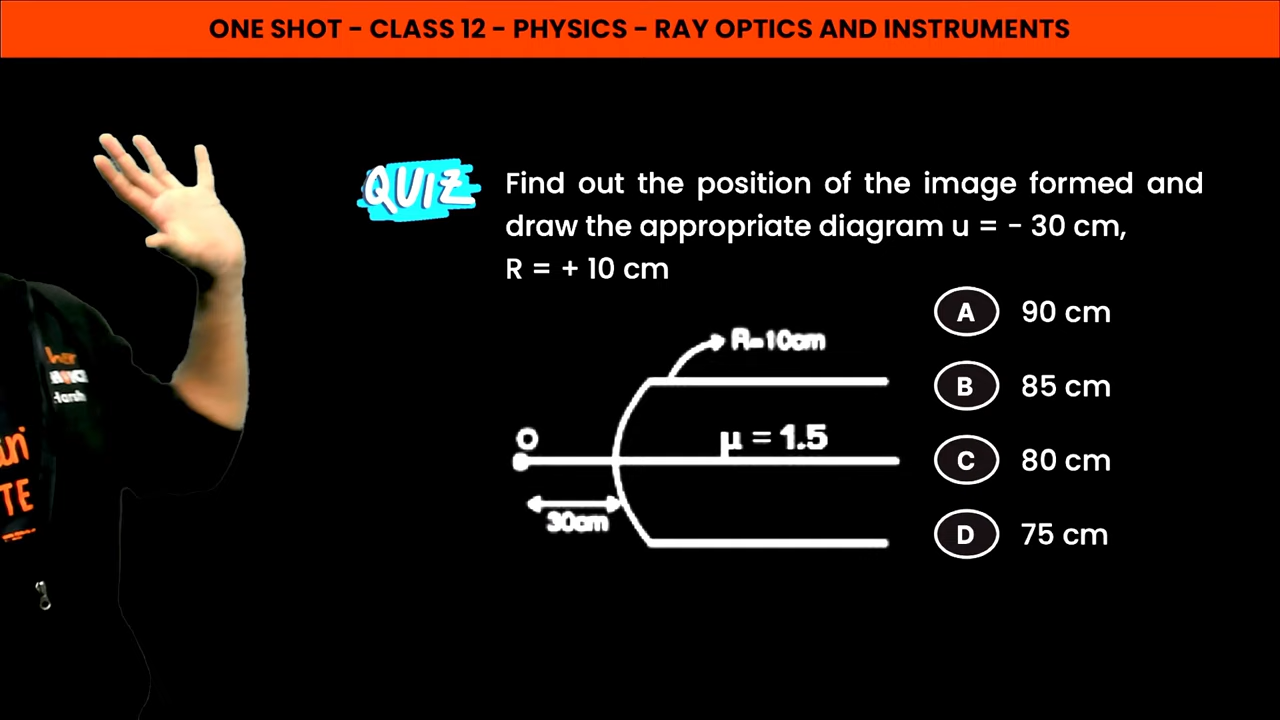 ONE SHOT - CLASS 12 - PHYSICS - RAY OPTICS AND INSTRUMENTS
QUIZ
Find out the position of the image formed and
draw the appropriate diagram u = - 30 cm,
R = + 10 cm
A 90 cm
R=10cm
B 85 cm
O
μ = 1.5
C 80 cm
30cm
D 75 cm
TE